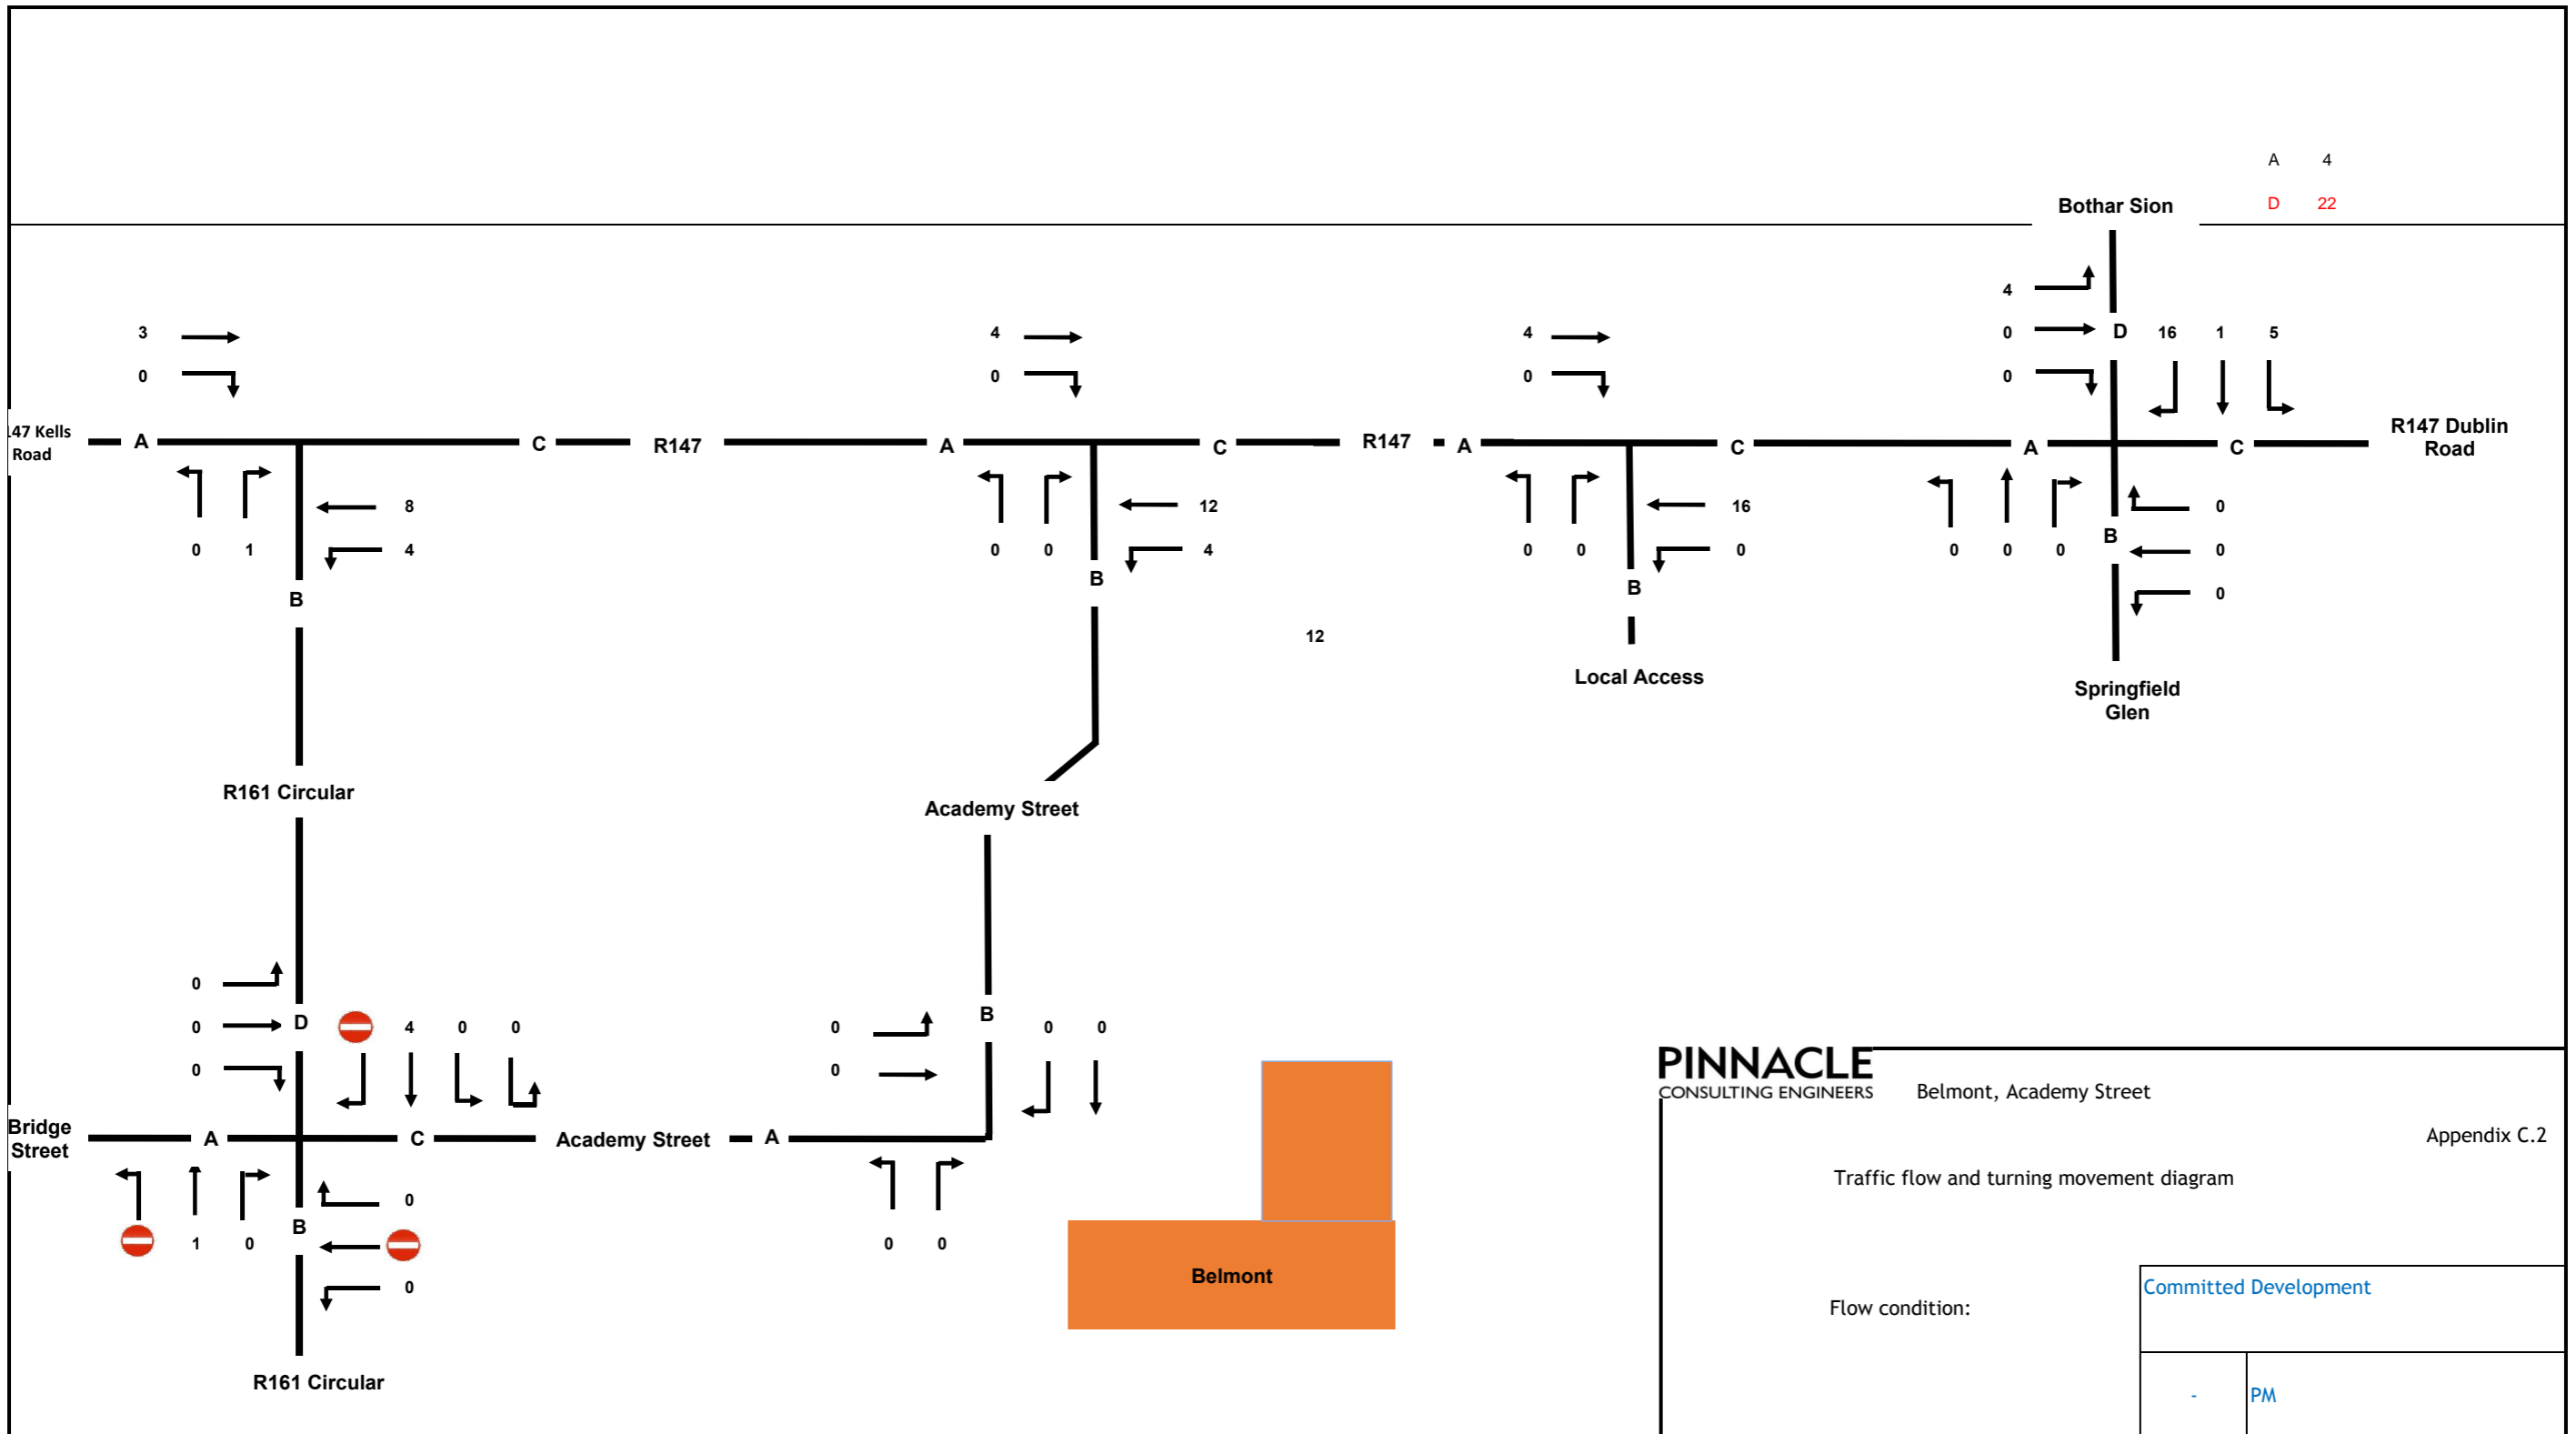 A 4
Bothar Sion
D 22
4
3 4 4 0 D 16 1 5
0 0 0 0
147 Kells
Road
A C R147 A C R147 A C A C
R147 Dublin
Road
8 12 16 0
0 1 4 0 0 4 0 0 0 0 0 0 B 0
B B B 0
12
Local Access
Springfield
Glen
R161 Circular
Academy Street
0
0 D 4 0 0 0 B 0 0
0 0
PINNACLE
CONSULTING ENGINEERS
Belmont, Academy Street
Bridge
Street
A C Academy Street A
Appendix C.2
Traffic flow and turning movement diagram
0
B
1 0 0 0
0
Belmont
Committed Development
Flow condition:
R161 Circular
- PM